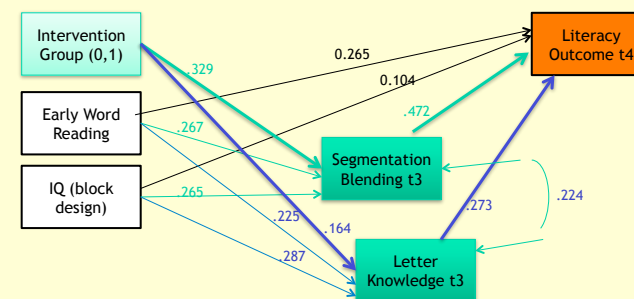 Intervention
Group (0,1)
Literacy
Outcome t4
0.265
.329
0.104
Early Word
Reading
.472
.267
Segmentation
Blending t3
IQ (block
design)
.265
.224
.225
.164
.273
.287
Letter
Knowledge t3